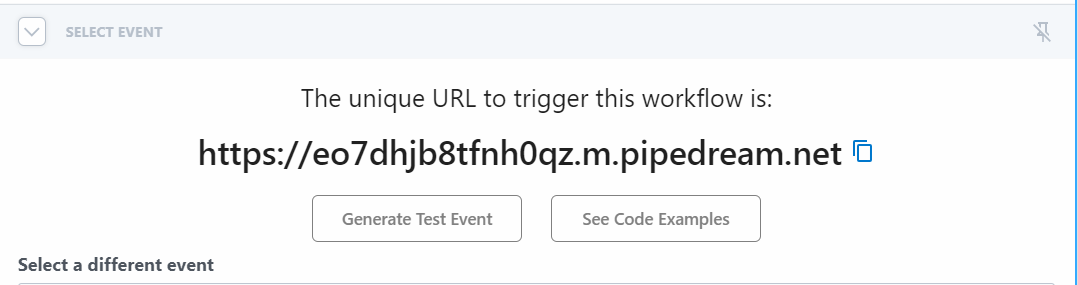 SELECT EVENT
The unique URL to trigger this workflow is:
https://eo7dhjb8tfnh0qz.m.pipedream.net
Generate Test Event
See Code Examples
Select a different event